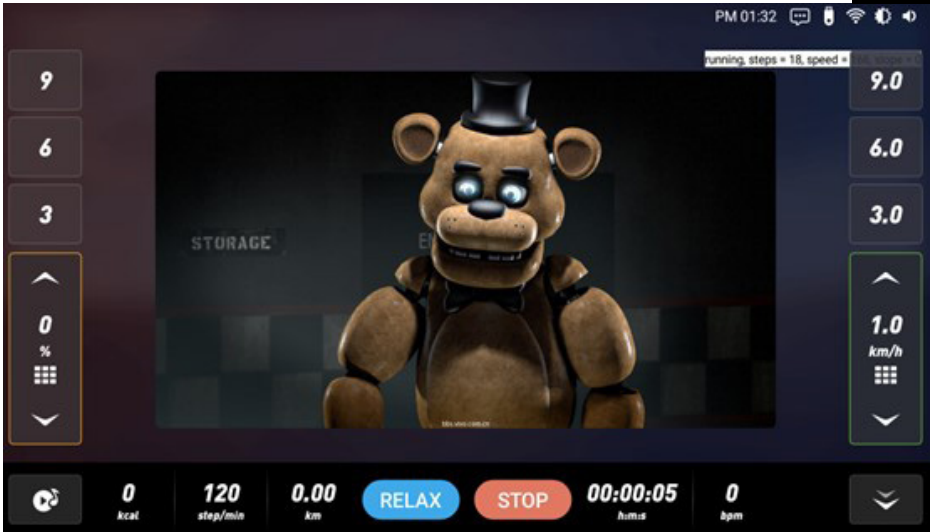 PM 01:32
running, steps = 18, speed =
9
9.0
6
6.0
3
3.0
STORAGE
0
%
1.0
km/h
0
kcal
120
step/min
0.00
km
RELAX
STOP
00:00:05
h:m:s
0
bpm